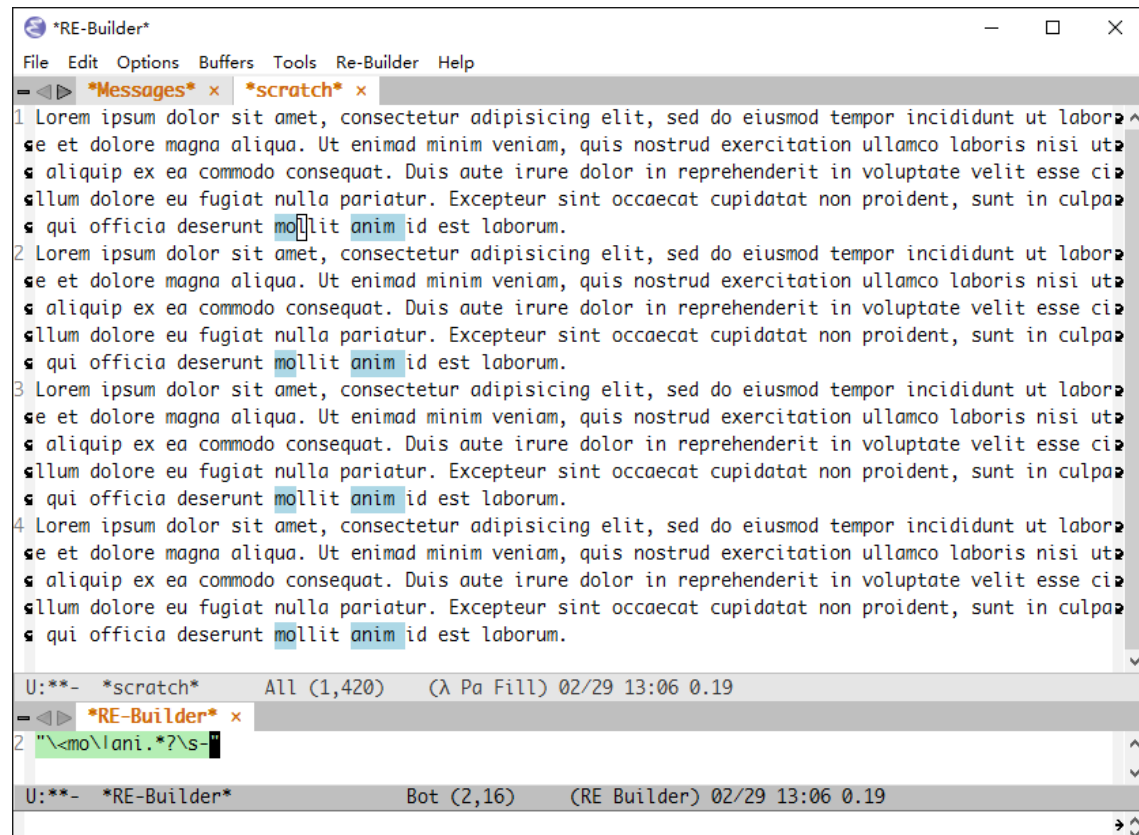 *RE-Builder*
File Edit Options Buffers Tools Re-Builder Help
*Messages* × *scratch* ×
1 Lorem ipsum dolor sit amet, consectetur adipisicing elit, sed do eiusmod tempor incididunt ut labor
e et dolore magna aliqua. Ut enimad minim veniam, quis nostrud exercitation ullamco laboris nisi ut
aliquip ex ea commodo consequat. Duis aute irure dolor in reprehenderit in voluptate velit esse ci
llum dolore eu fugiat nulla pariatur. Excepteur sint occaecat cupidatat non proident, sunt in culpa
qui officia deserunt mollit anim id est laborum.
2 Lorem ipsum dolor sit amet, consectetur adipisicing elit, sed do eiusmod tempor incididunt ut labor
e et dolore magna aliqua. Ut enimad minim veniam, quis nostrud exercitation ullamco laboris nisi ut
aliquip ex ea commodo consequat. Duis aute irure dolor in reprehenderit in voluptate velit esse ci
llum dolore eu fugiat nulla pariatur. Excepteur sint occaecat cupidatat non proident, sunt in culpa
qui officia deserunt mollit anim id est laborum.
3 Lorem ipsum dolor sit amet, consectetur adipisicing elit, sed do eiusmod tempor incididunt ut labor
e et dolore magna aliqua. Ut enimad minim veniam, quis nostrud exercitation ullamco laboris nisi ut
aliquip ex ea commodo consequat. Duis aute irure dolor in reprehenderit in voluptate velit esse ci
llum dolore eu fugiat nulla pariatur. Excepteur sint occaecat cupidatat non proident, sunt in culpa
qui officia deserunt mollit anim id est laborum.
4 Lorem ipsum dolor sit amet, consectetur adipisicing elit, sed do eiusmod tempor incididunt ut labor
e et dolore magna aliqua. Ut enimad minim veniam, quis nostrud exercitation ullamco laboris nisi ut
aliquip ex ea commodo consequat. Duis aute irure dolor in reprehenderit in voluptate velit esse ci
llum dolore eu fugiat nulla pariatur. Excepteur sint occaecat cupidatat non proident, sunt in culpa
qui officia deserunt mollit anim id est laborum.
U:**- *scratch* All (1,420) (λ Pa Fill) 02/29 13:06 0.19
*RE-Builder* ×
2 "\<mo\|ani.*?\s-"
U:**- *RE-Builder* Bot (2,16) (RE Builder) 02/29 13:06 0.19